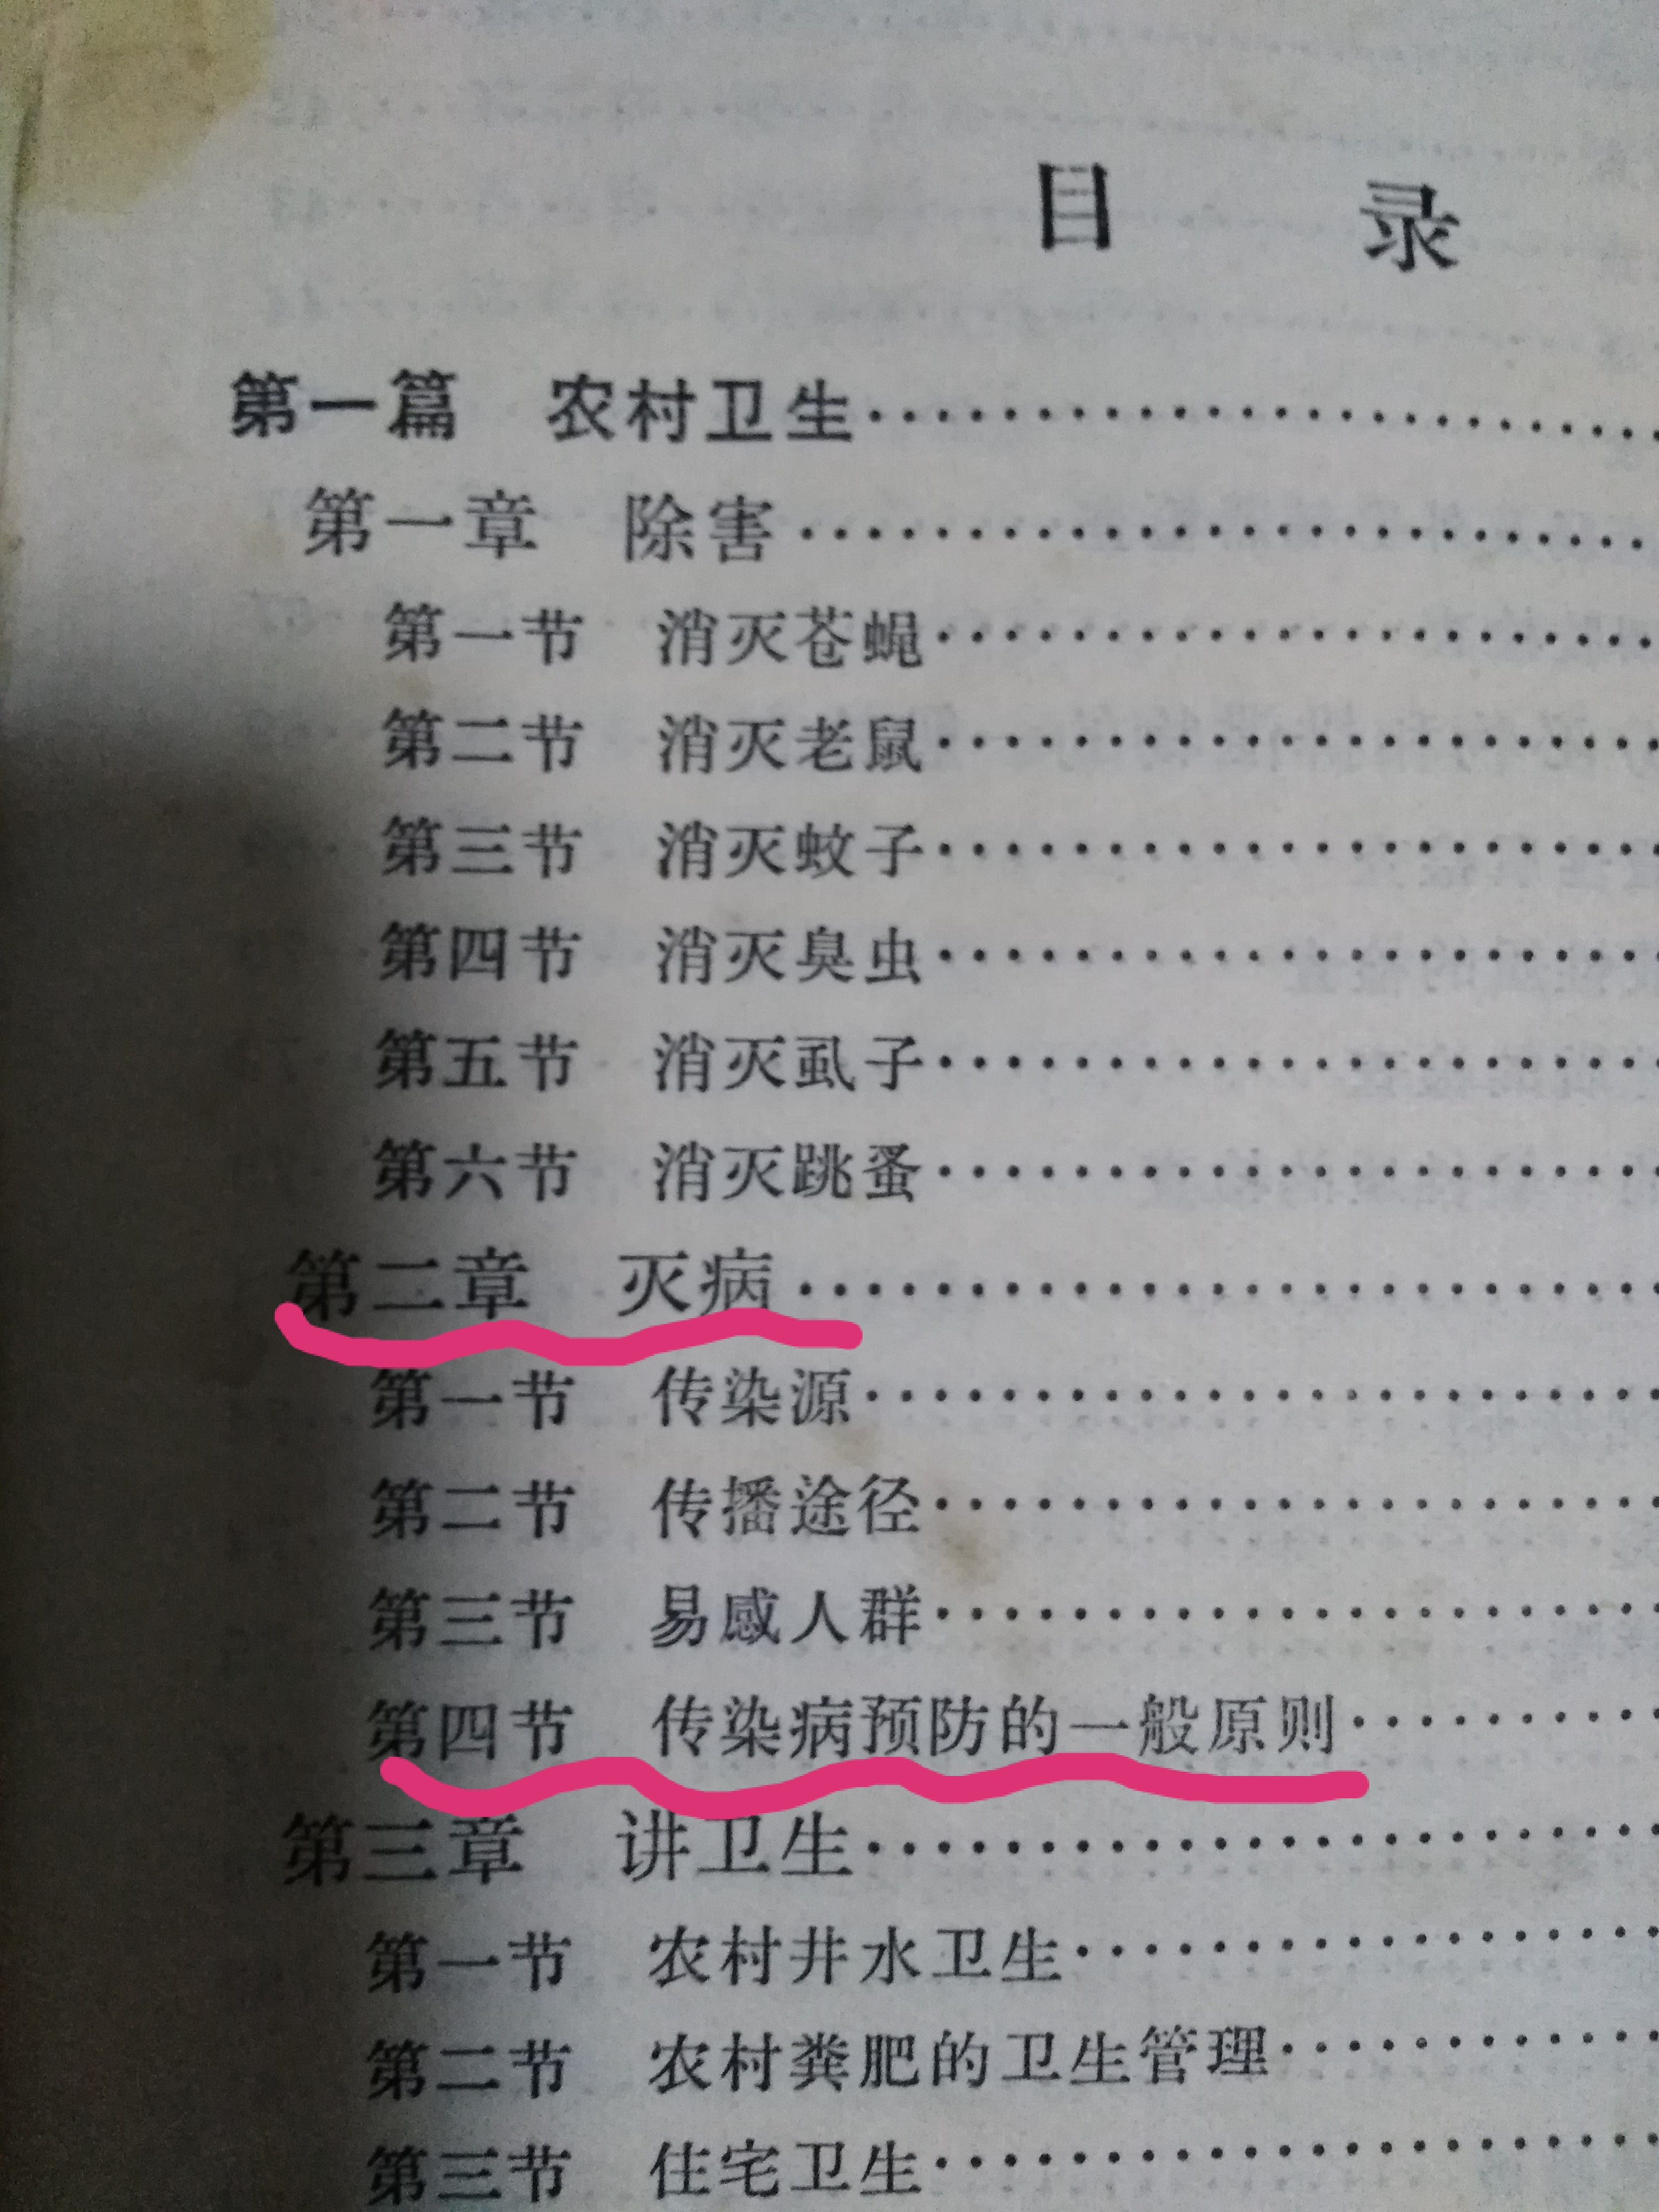 目 录
第一篇 农村卫生……………………
第一章 除害……………………
第一节 消灭苍蝇……………………
第二节 消灭老鼠……………………
第三节 消灭蚊子……………………
第四节 消灭臭虫……………………
第五节 消灭虱子……………………
第六节 消灭跳蚤……………………
第二章 灭病……………………
第一节 传染源……………………
第二节 传播途径……………………
第三节 易感人群……………………
第四节 传染病预防的一般原则…………
第三章 讲卫生……………………
第一节 农村井水卫生………………
第二节 农村粪肥的卫生管理…………
第三节 住宅卫生……………………